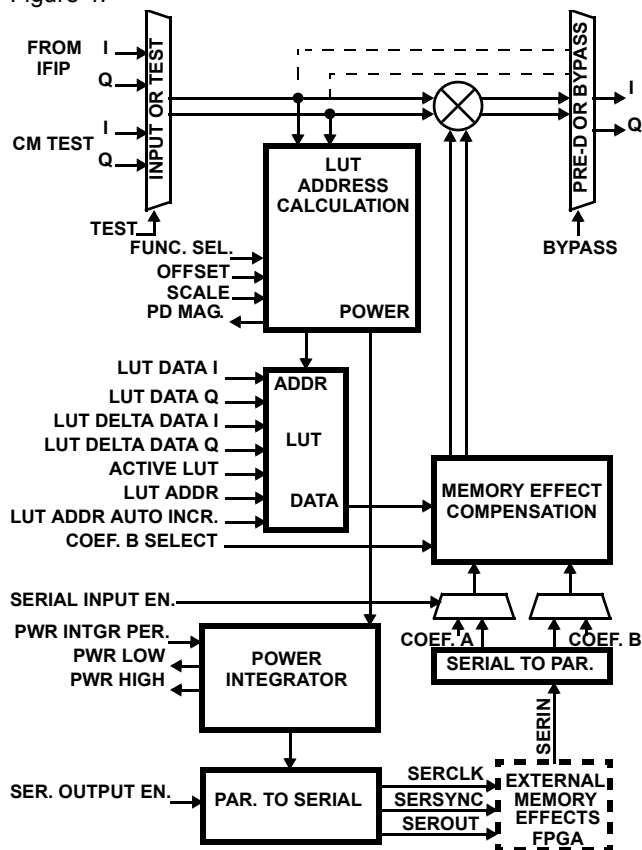 Figure 4.
FROM
IFIP
I
Q
CM TEST
I
Q
INPUT OR TEST
TEST
PRE-D OR BYPASS
I
Q
BYPASS
LUT
ADDRESS
CALCULATION
POWER
FUNC. SEL.
OFFSET
SCALE
PD MAG.
LUT DATA I
LUT DATA Q
LUT DELTA DATA I
LUT DELTA DATA Q
ACTIVE LUT
LUT ADDR
LUT ADDR AUTO INCR.
COEF. B SELECT
ADDR
LUT
DATA
MEMORY EFFECT
COMPENSATION
SERIAL INPUT EN.
COEF. A
COEF. B
SERIAL TO PAR.
PWR INTGR PER.
PWR LOW
PWR HIGH
POWER
INTEGRATOR
SERIN
SER. OUTPUT EN.
PAR. TO SERIAL
SERCLK
SERSYNC
SEROUT
EXTERNAL
MEMORY
EFFECTS
FPGA